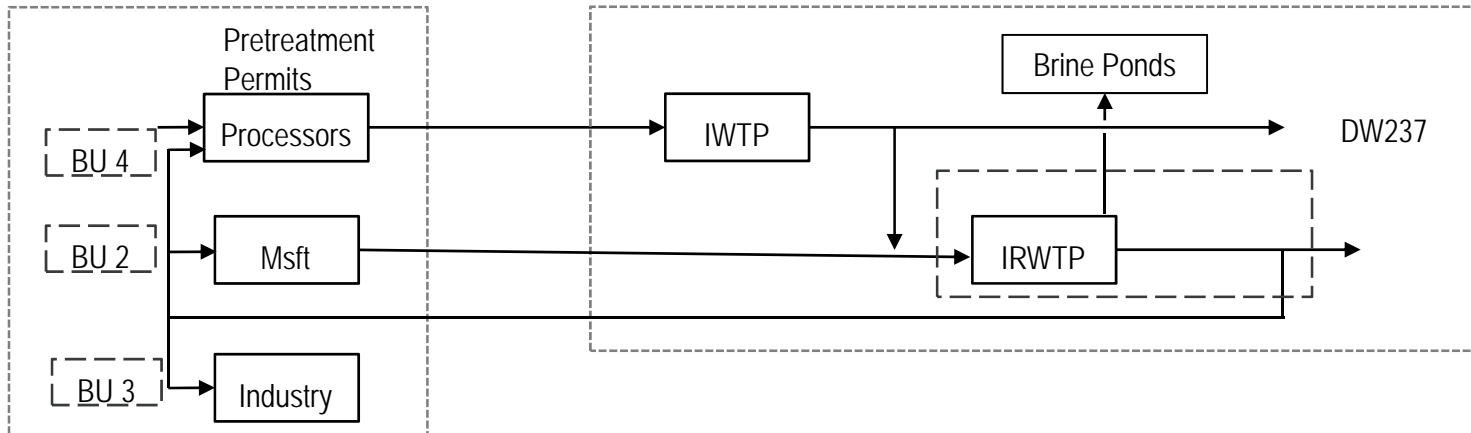 Pretreatment
Permits
Brine Ponds
Processors
IWTP
DW237
BU 4
BU 2
Msft
IRWTP
BU 3
Industry